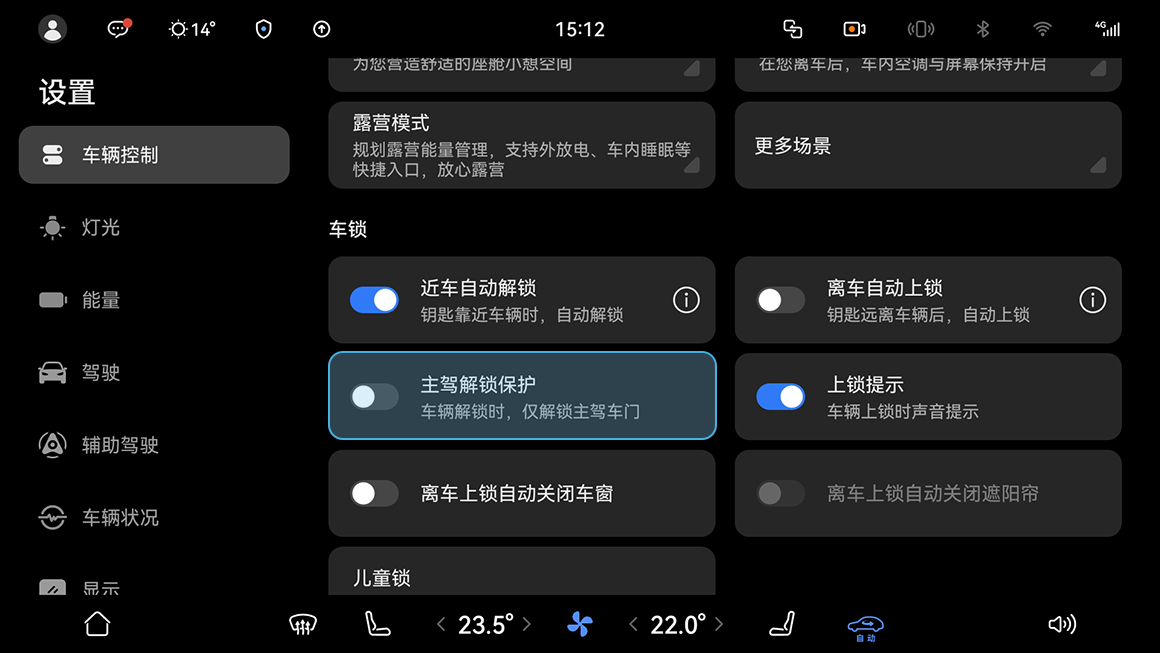 14°
15:12
4G
设置
车辆控制
灯光
能量
驾驶
辅助驾驶
车辆状况
显示
为您营造舒适的座舱小憩空间
在您离车后，车内空调与屏幕保持开启
露营模式
规划露营能量管理，支持外放电、车内睡眠等
快捷入口，放心露营
更多场景
车锁
近车自动解锁
钥匙靠近车辆时，自动解锁
离车自动上锁
钥匙远离车辆后，自动上锁
主驾解锁保护
车辆解锁时，仅解锁主驾车门
上锁提示
车辆上锁时声音提示
离车上锁自动关闭车窗
离车上锁自动关闭遮阳帘
儿童锁
23.5°
22.0°
自动